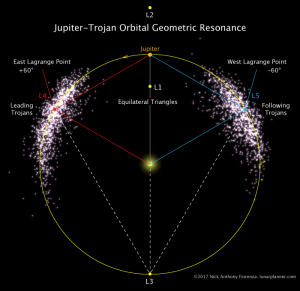 L2
Jupiter-Trojan Orbital Geometric Resonance
Jupiter
East Lagrange Point
+60°
West Lagrange Point
-60°
L1
L4
Equilateral Triangles
L5
Leading
Trojans
Following
Trojans
L3
©2017 Nick Anthony Fiorenza, lunarplanner.com